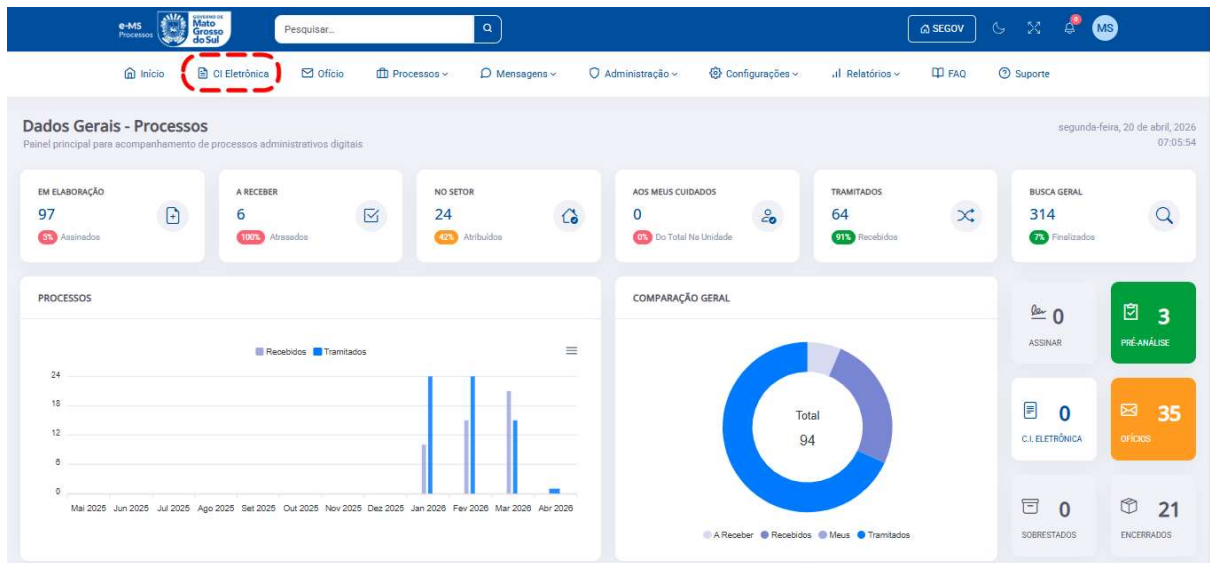 e-MS
Processos
GOVERNO DE
Mato
Grosso
do Sul
Pesquisar...
SEGOV
MS
Início
CI Eletrônica
Ofício
Processos
Mensagens
Administração
Configurações
Relatórios
FAQ
Suporte
Dados Gerais - Processos
Painel principal para acompanhamento de processos administrativos digitais
segunda-feira, 20 de abril, 2026
07:05:54
EM ELABORAÇÃO
97
3% Assinados
A RECEBER
6
100% Atrasados
NO SETOR
24
42% Atribuídos
AOS MEUS CUIDADOS
0
0% Do Total Na Unidade
TRAMITADOS
64
91% Recebidos
BUSCA GERAL
314
7% Finalizados
PROCESSOS
Recebidos Tramitados
24
18
12
6
0
Mai 2025 Jun 2025 Jul 2025 Ago 2025 Set 2025 Out 2025 Nov 2025 Dez 2025 Jan 2026 Fev 2026 Mar 2026 Abr 2026
COMPARAÇÃO GERAL
Total
94
A Receber Recebidos Meus Tramitados
0
ASSINAR
3
PRÉ-ANÁLISE
0
C.I. ELETRÔNICA
35
OFÍCIOS
0
SOBRESTADOS
21
ENCERRADOS